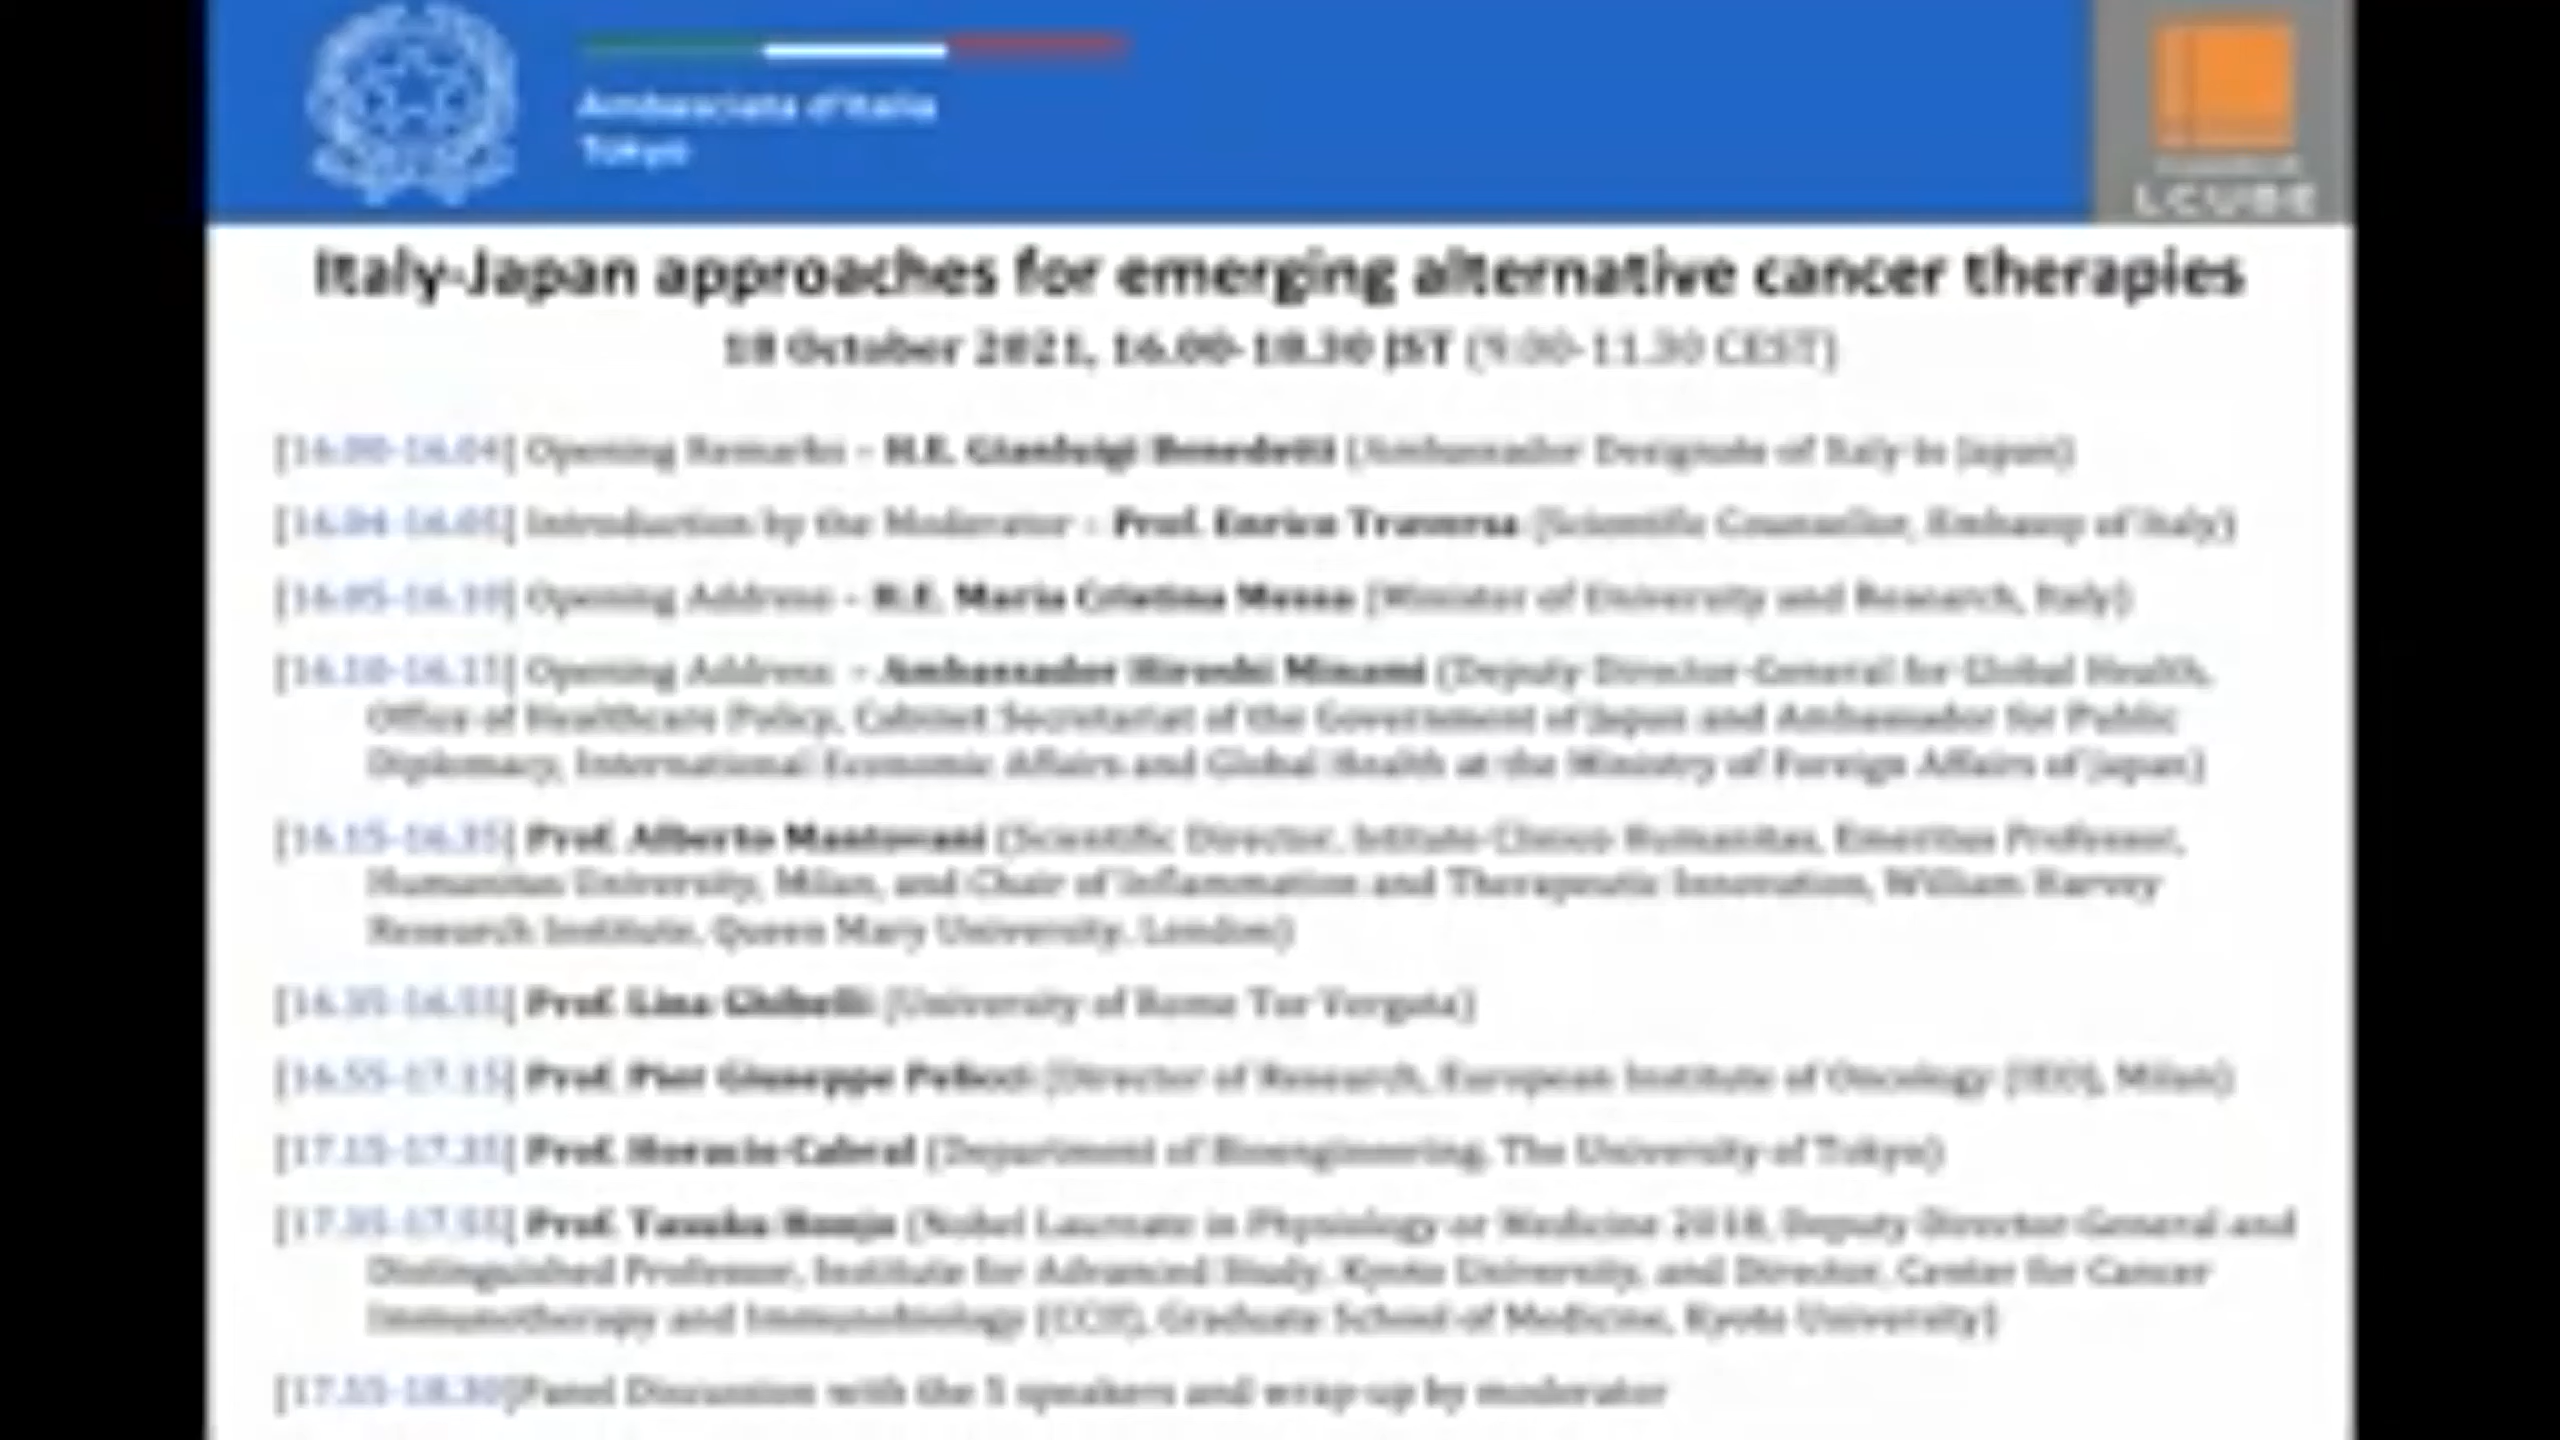 Ambasciata d'Italia
Tokyo
LCUBE
Italy-Japan approaches for emerging alternative cancer therapies
18 October 2021, 16.00-18.30 JST (9:00-11.30 CEST)
[16.00-16.04] Opening Remarks – H.E. Gianluigi Benedetti (Ambassador Designate of Italy to Japan)
[16.04-16.05] Introduction by the Moderator – Prof. Enrico Traversa (Scientific Counsellor, Embassy of Italy)
[16.05-16.10] Opening Address – H.E. Maria Cristina Messa (Minister of University and Research, Italy)
[16.10-16.15] Opening Address – Ambassador Hiroshi Minami (Deputy Director-General for Global Health,
Office of Healthcare Policy, Cabinet Secretariat of the Government of Japan and Ambassador for Public
Diplomacy, International Economic Affairs and Global Health at the Ministry of Foreign Affairs of Japan)
[16.15-16.35] Prof. Alberto Mantovani (Scientific Director, Istituto Clinico Humanitas, Emeritus Professor,
Humanitas University, Milan, and Chair of Inflammation and Therapeutic Innovation, William Harvey
Research Institute, Queen Mary University, London)
[16.35-16.55] Prof. Lina Ghibelli (University of Rome Tor Vergata)
[16.55-17.15] Prof. Pier Giuseppe Pelicci (Director of Research, European Institute of Oncology (IEO), Milan)
[17.15-17.35] Prof. Horacio Cabral (Department of Bioengineering, The University of Tokyo)
[17.35-17.55] Prof. Tasuku Honjo (Nobel Laureate in Physiology or Medicine 2018, Deputy Director-General and
Distinguished Professor, Institute for Advanced Study, Kyoto University, and Director, Center for Cancer
Immunotherapy and Immunobiology (CCII), Graduate School of Medicine, Kyoto University)
[17.55-18.30]Panel Discussion with the 5 speakers and wrap-up by moderator